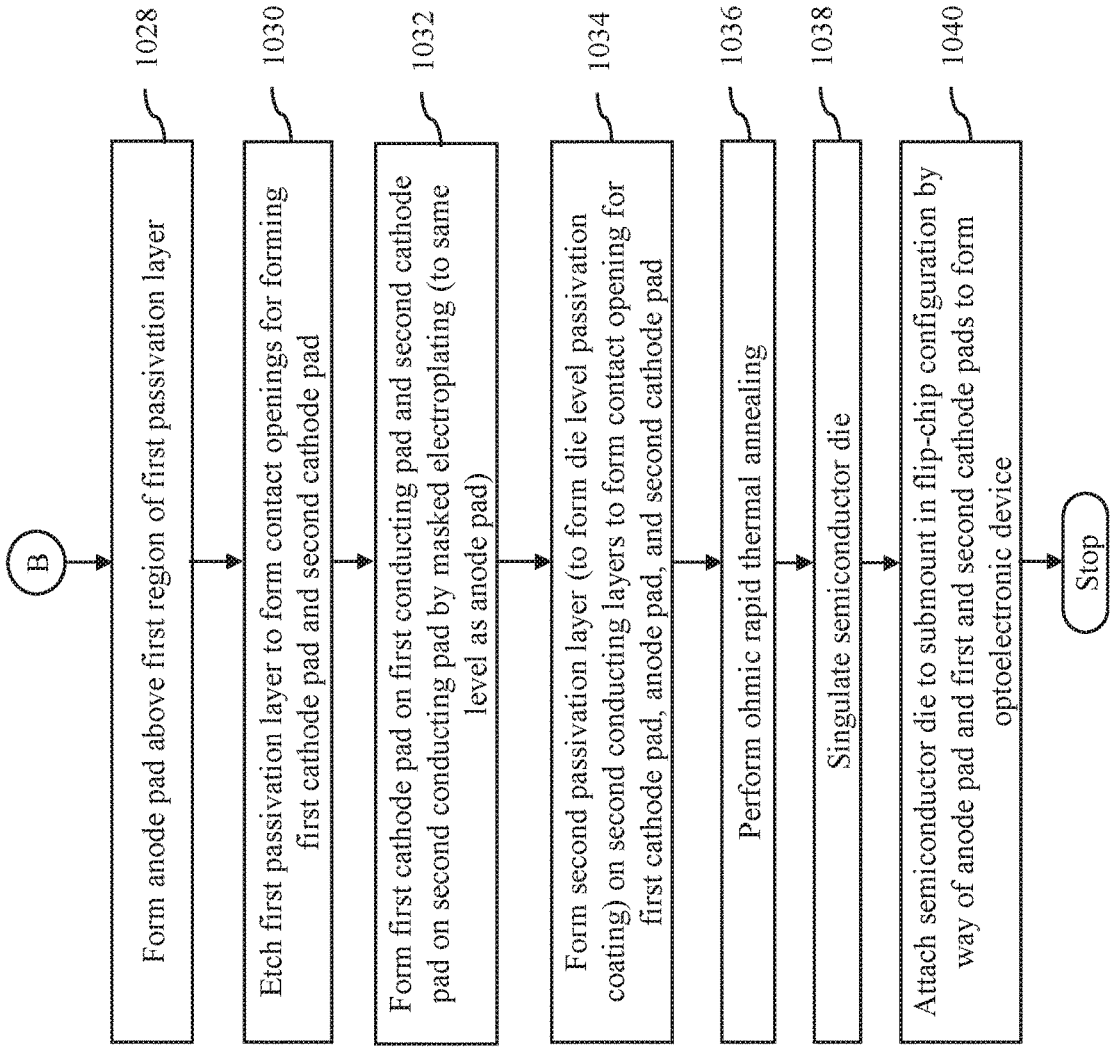 B
Form anode pad above first region of first passivation layer
1028
Etch first passivation layer to form contact openings for forming
first cathode pad and second cathode pad
1030
Form first cathode pad on first conducting pad and second cathode
pad on second conducting pad by masked electroplating (to same
level as anode pad)
1032
Form second passivation layer (to form die level passivation
coating) on second conducting layers to form contact opening for
first cathode pad, anode pad, and second cathode pad
1034
Perform ohmic rapid thermal annealing
1036
Singulate semiconductor die
1038
Attach semiconductor die to submount in flip-chip configuration by
way of anode pad and first and second cathode pads to form
optoelectronic device
1040
Stop